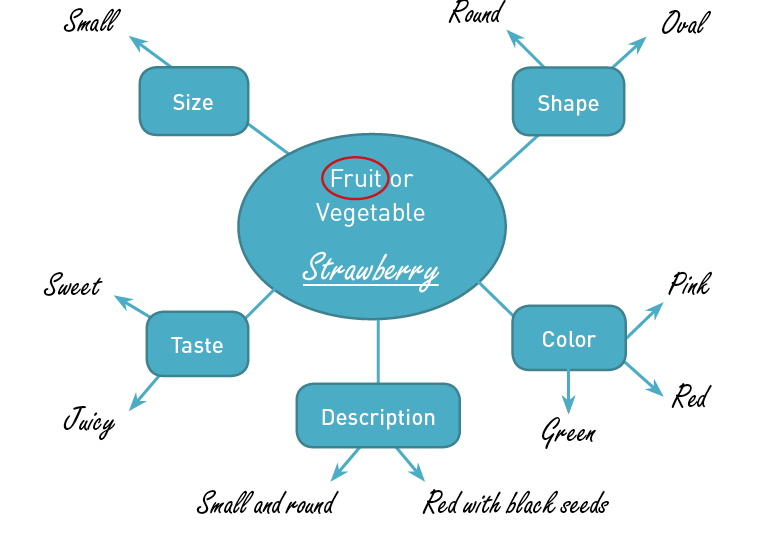 Small
Round
Oval
Size
Shape
Fruit or
Vegetable
Strawberry
Sweet
Pink
Taste
Color
Juicy
Red
Description
Green
Small and round
Red with black seeds